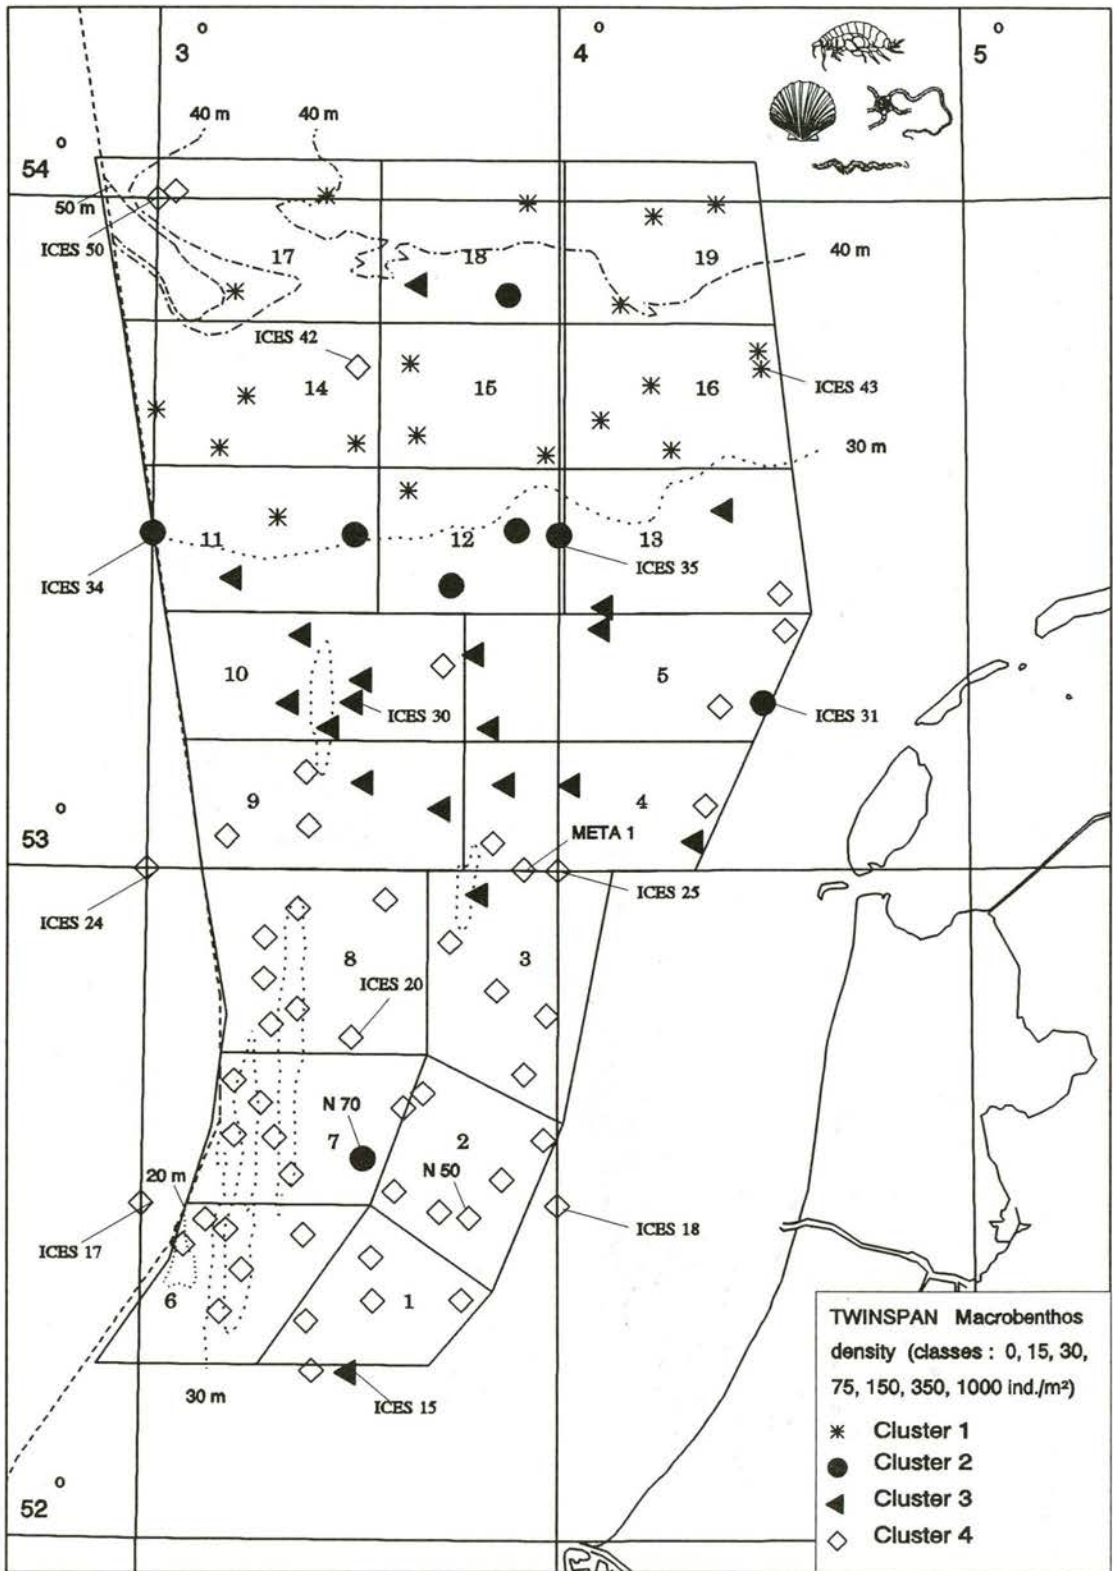 3 °
4 °
5 °
40 m
40 m
54 °
50 m
ICES 50
17
18
19
40 m
ICES 42
14
15
16
ICES 43
30 m
11
12
13
ICES 34
ICES 35
10
5
ICES 30
ICES 31
9
4
53 °
META 1
ICES 24
ICES 25
8
3
ICES 20
N 70
7
2
20 m
N 50
ICES 17
ICES 18
6
1
30 m
ICES 15
52 °
TWINSPAN Macrobenthos
density (classes : 0, 15, 30,
75, 150, 350, 1000 ind./m²)
Cluster 1
Cluster 2
Cluster 3
Cluster 4